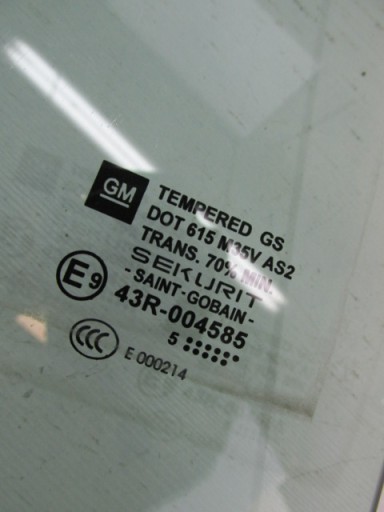 GM
TEMPERED GS
DOT 615 M35V AS2
TRANS. 70% MIN.
SEKURIT
- SAINT-GOBAIN -
E9
43R-004585
5
CCC
E 000214